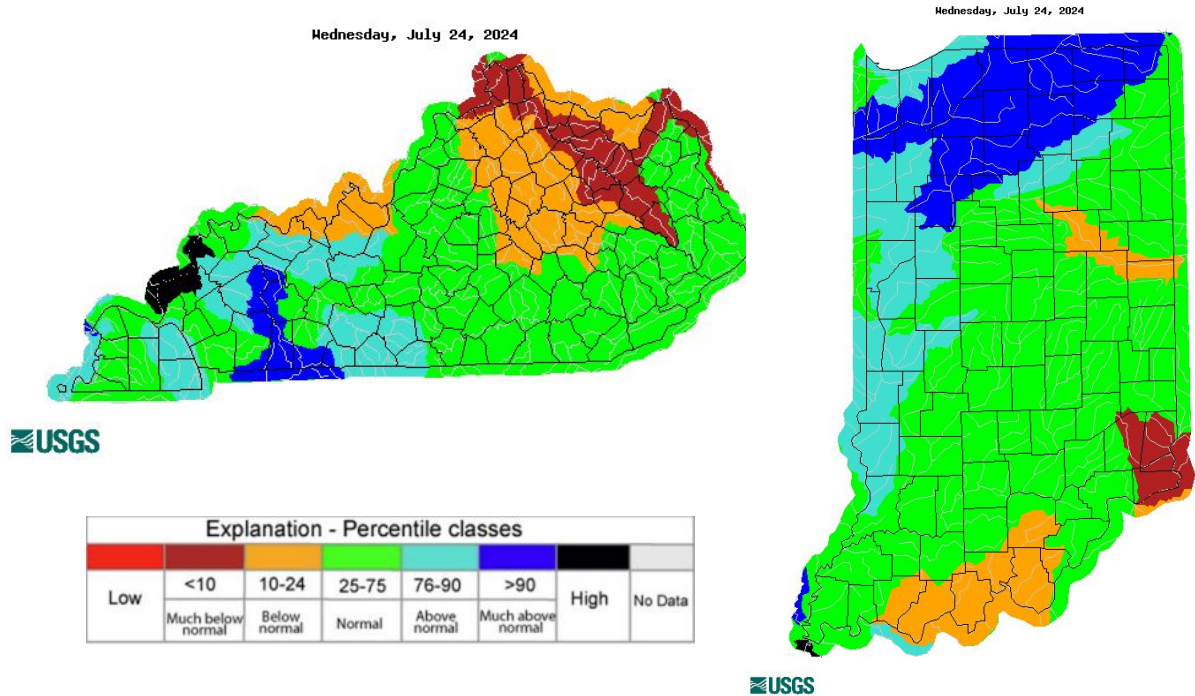 Wednesday, July 24, 2024
Wednesday, July 24, 2024
USGS
Explanation - Percentile classes
Low
<10
10-24
25-75
76-90
>90
High
No Data
Much below
normal
Below
normal
Normal
Above
normal
Much above
normal
USGS